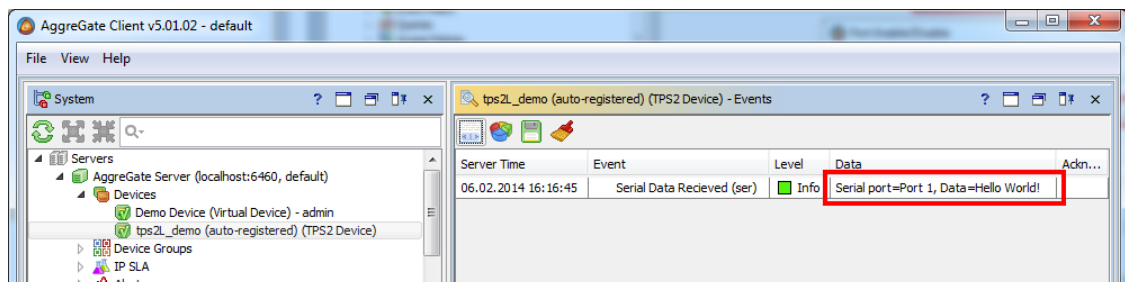 AggreGate Client v5.01.02 - default
File View Help
System
tps2L_demo (auto-registered) (TPS2 Device) - Events
Servers
AggreGate Server (localhost:6460, default)
Devices
Demo Device (Virtual Device) - admin
tps2L_demo (auto-registered) (TPS2 Device)
Device Groups
IP SLA
Server Time Event Level Data Ackn...
06.02.2014 16:16:45 Serial Data Recieved (ser) Info Serial port=Port 1, Data=Hello World!